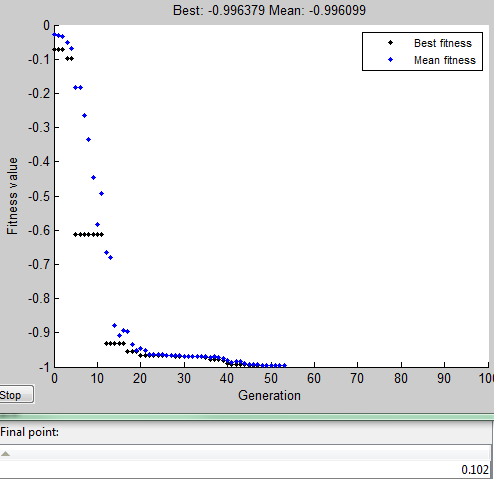 Best: -0.996379 Mean: -0.996099
Best fitness
Mean fitness
0
-0.1
-0.2
-0.3
-0.4
-0.5
-0.6
-0.7
-0.8
-0.9
-1
Fitness value
0 10 20 30 40 50 60 70 80 90 100
Generation
Stop
Final point:
0.102